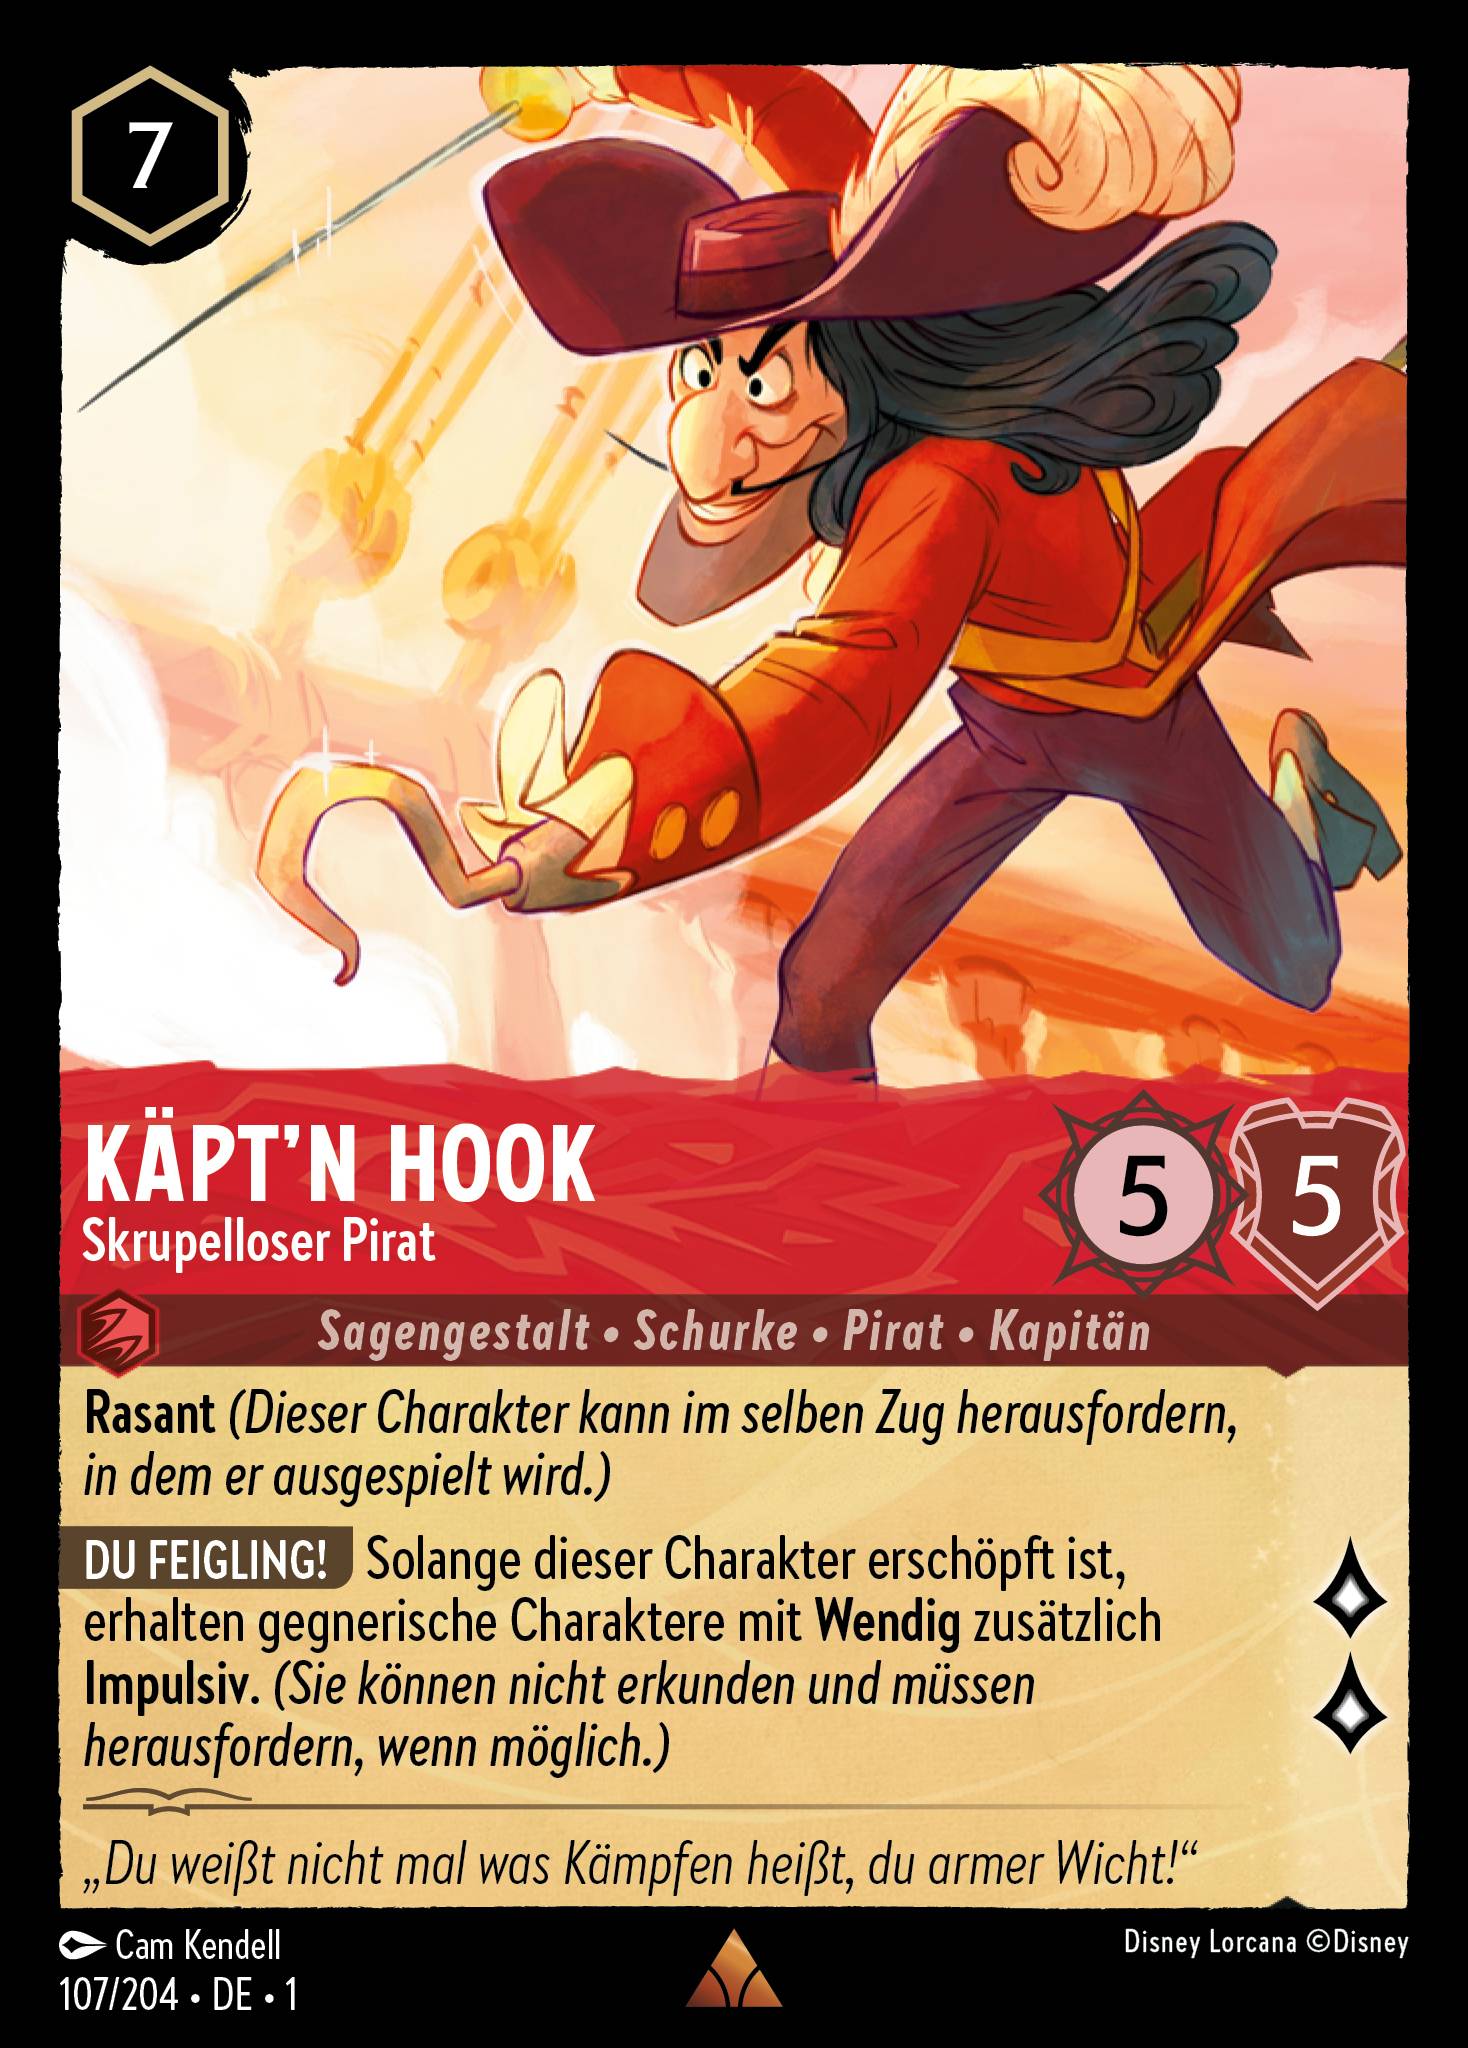 7
KÄPT’N HOOK
Skrupelloser Pirat
5
5
Sagengestalt • Schurke • Pirat • Kapitän
Rasant (Dieser Charakter kann im selben Zug herausfordern,
in dem er ausgespielt wird.)
DU FEIGLING! Solange dieser Charakter erschöpft ist,
erhalten gegnerische Charaktere mit Wendig zusätzlich
Impulsiv. (Sie können nicht erkunden und müssen
herausfordern, wenn möglich.)
„Du weißt nicht mal was Kämpfen heißt, du armer Wicht!“
Cam Kendell
Disney Lorcana ©Disney
107/204 • DE • 1